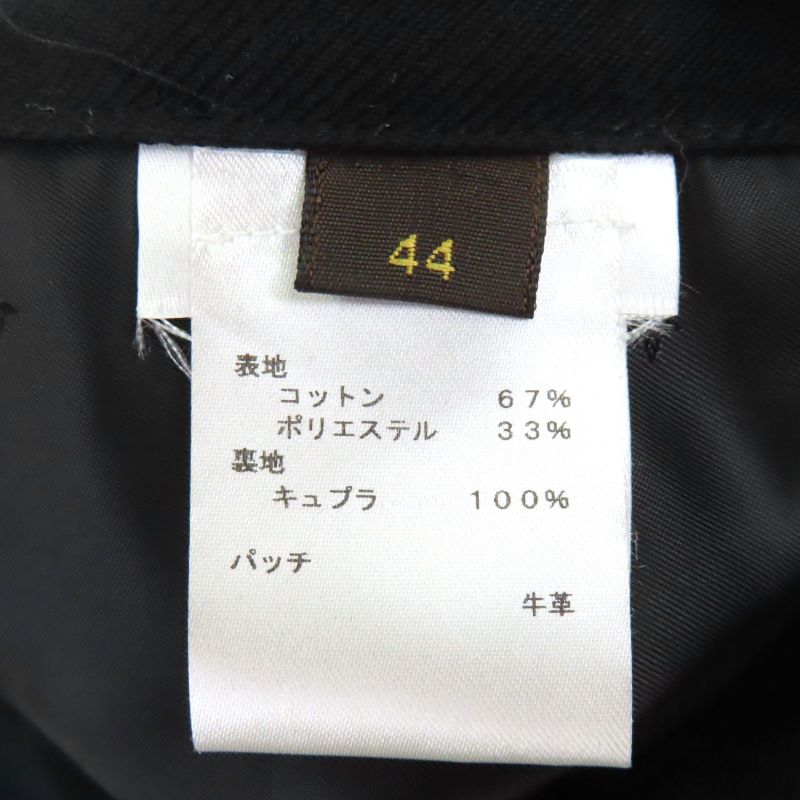 44
表地
コットン 67%
ポリエステル 33%
裏地
キュプラ 100%
パッチ
牛革